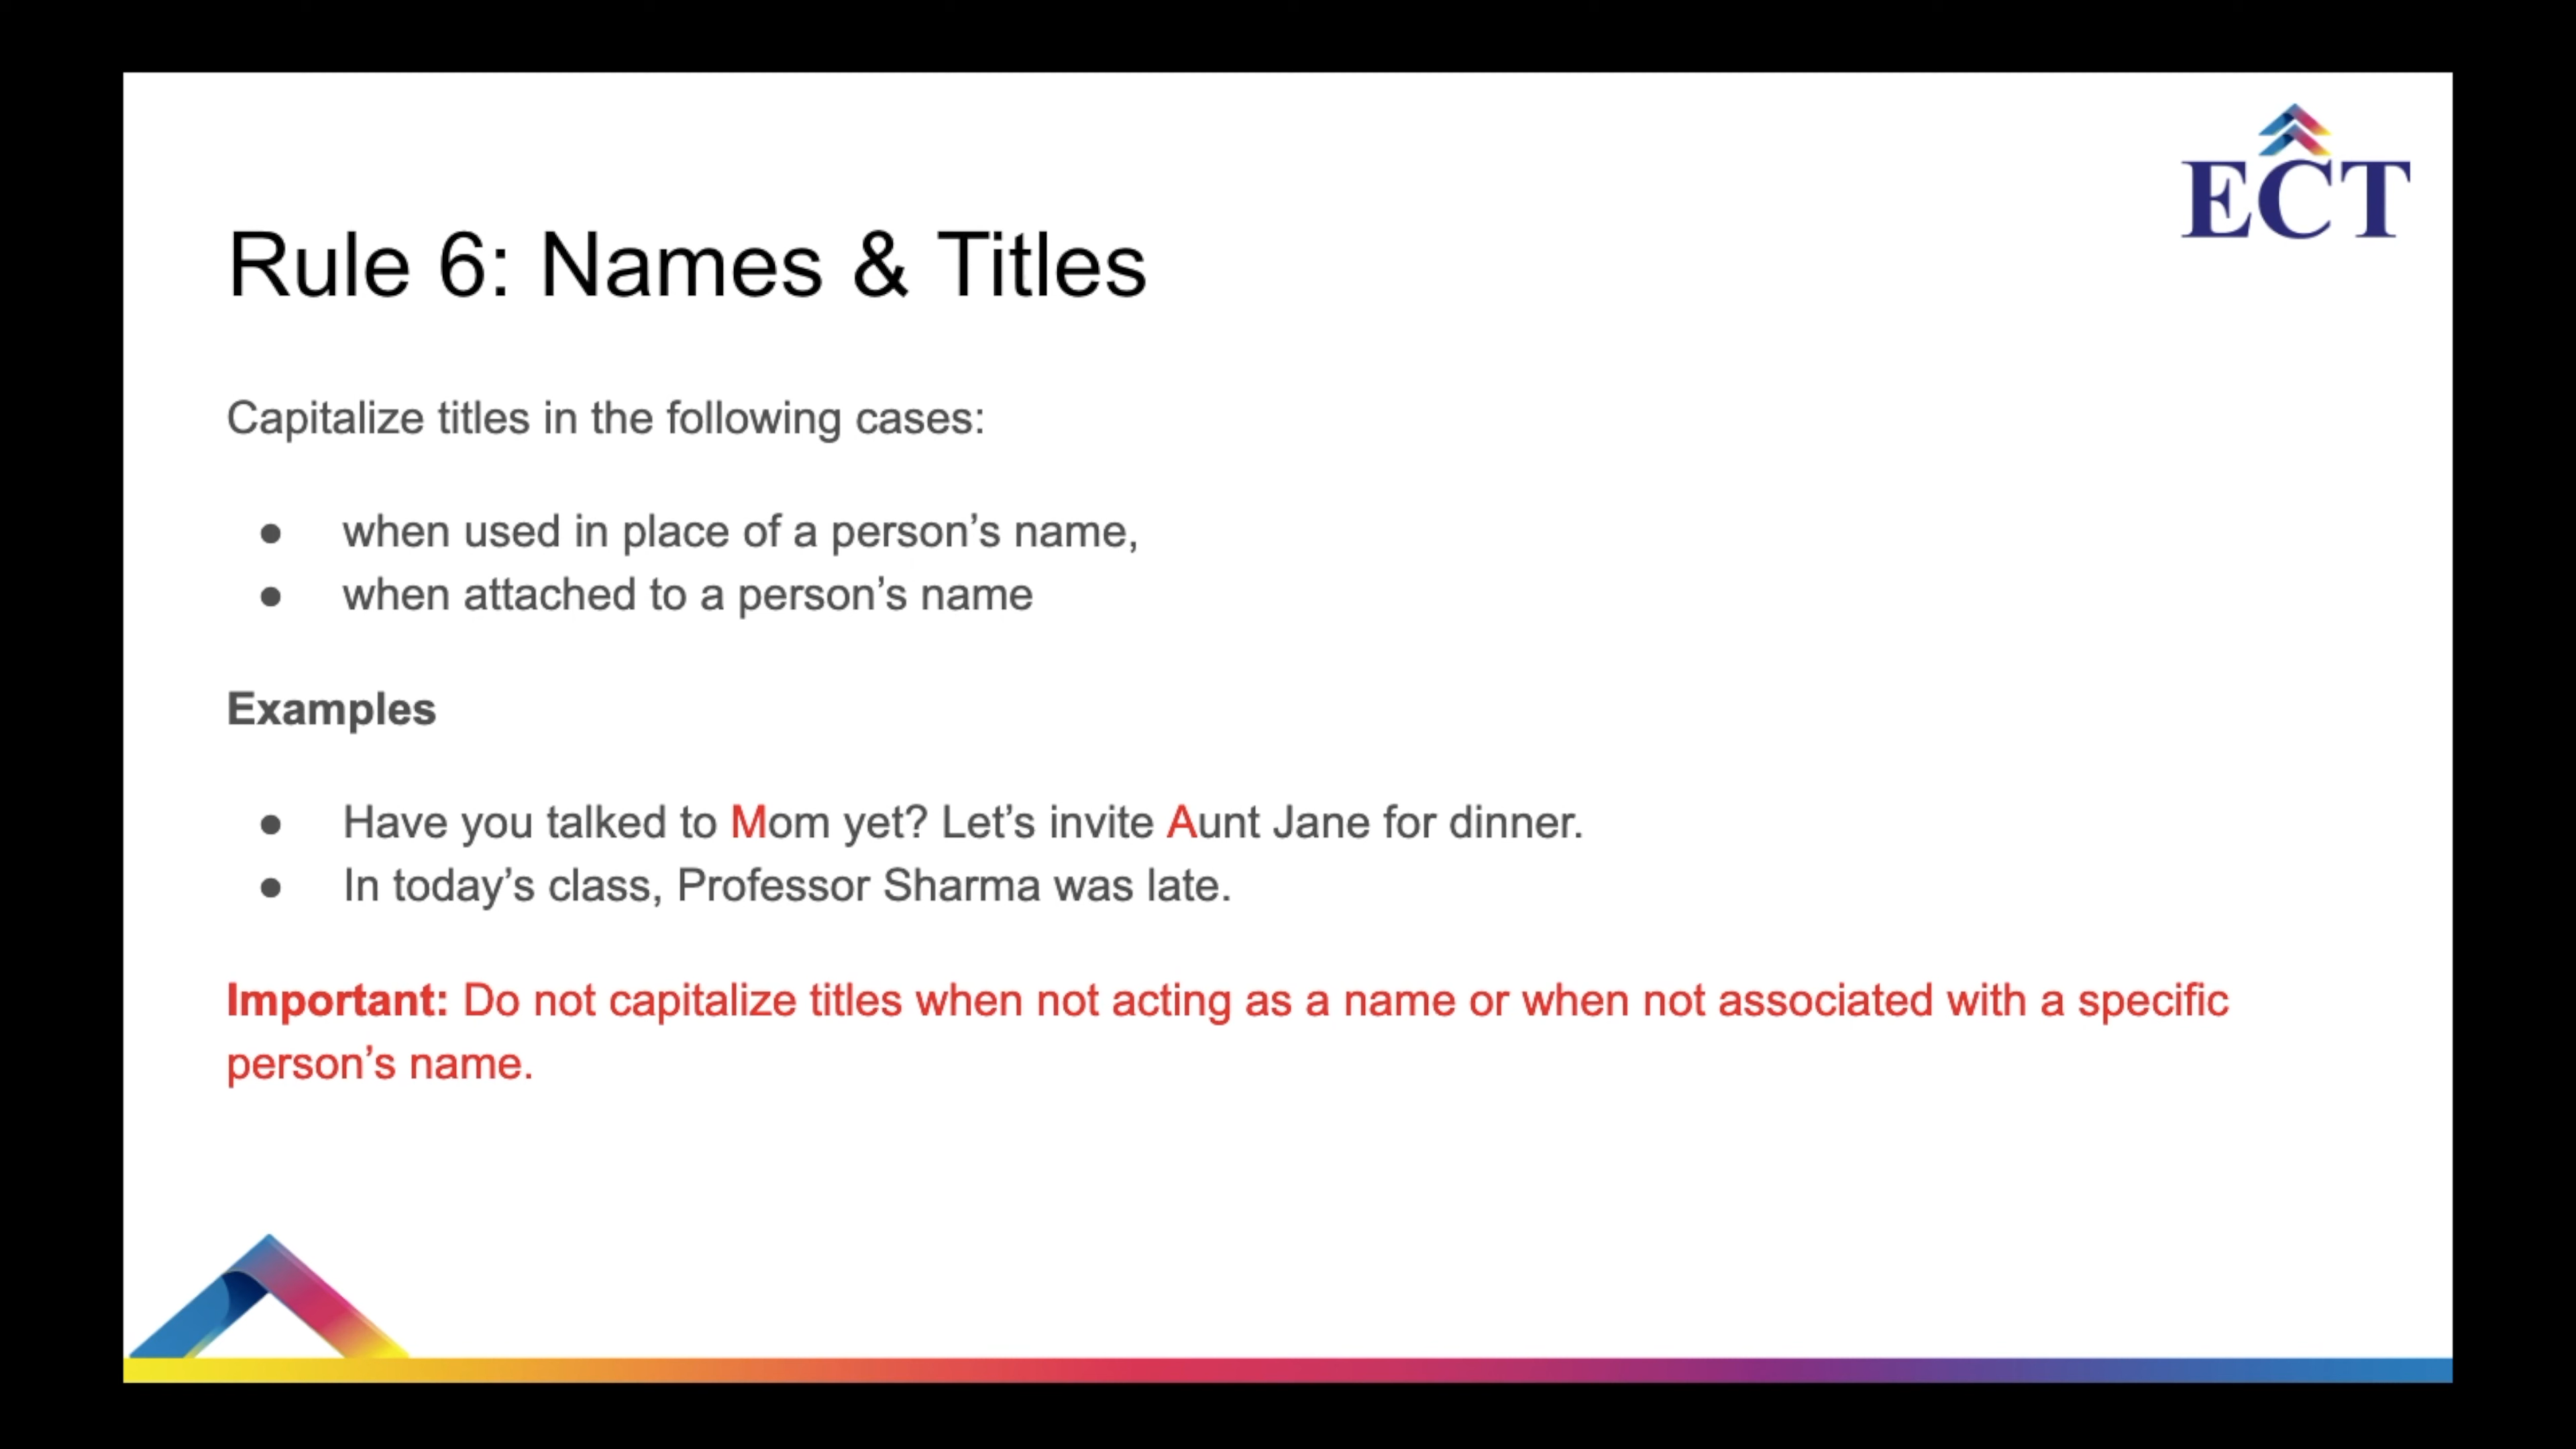 ECT
Rule 6: Names & Titles
Capitalize titles in the following cases:
● when used in place of a person’s name,
● when attached to a person’s name
Examples
● Have you talked to Mom yet? Let’s invite Aunt Jane for dinner.
● In today’s class, Professor Sharma was late.
Important: Do not capitalize titles when not acting as a name or when not associated with a specific
person’s name.